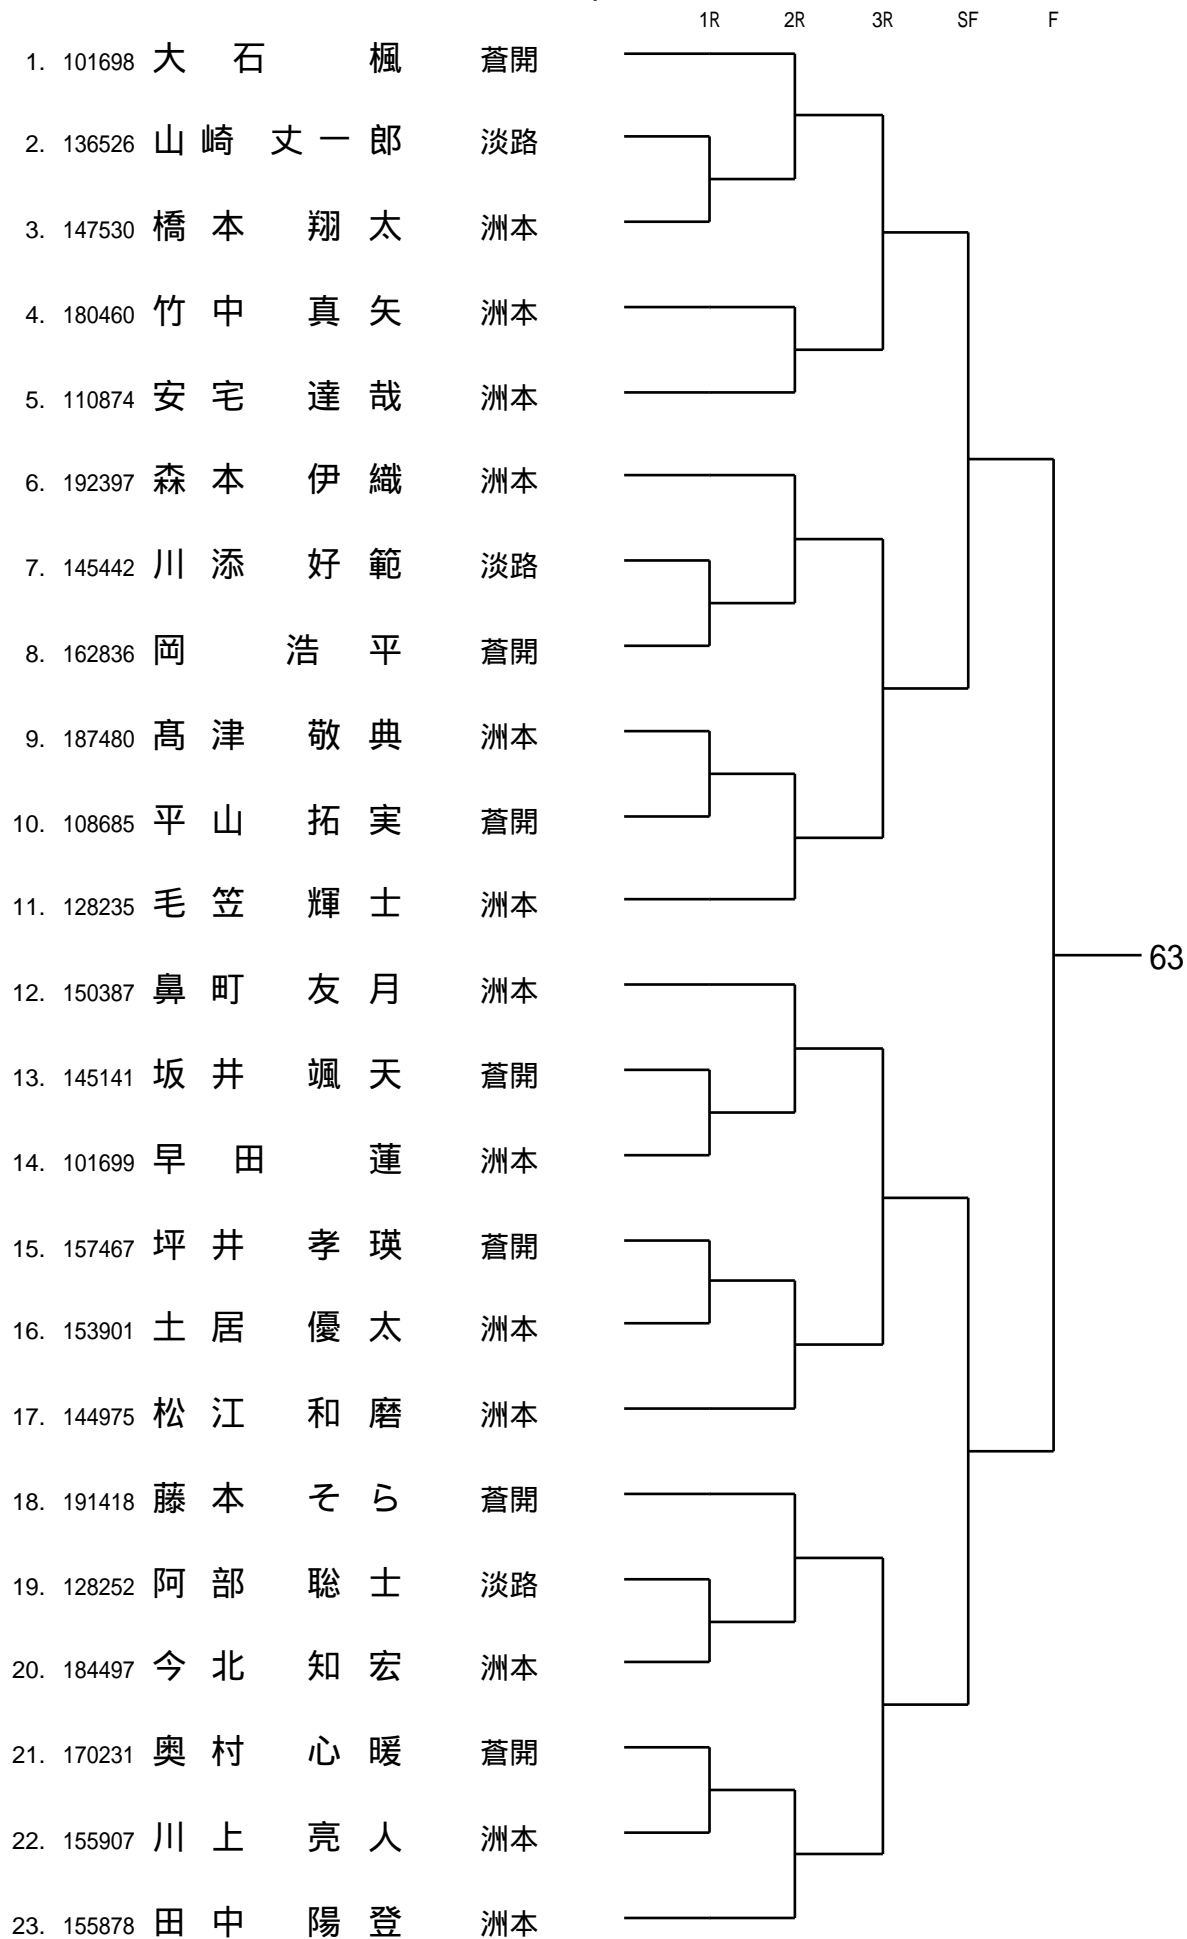 1R 2R 3R SF F
1. 101698 大石 楓 蒼開
2. 136526 山崎 丈一郎 淡路
3. 147530 橋本 翔太 洲本
4. 180460 竹中 真矢 洲本
5. 110874 安宅 達哉 洲本
6. 192397 森本 伊織 洲本
7. 145442 川添 好範 淡路
8. 162836 岡 浩平 蒼開
9. 187480 髙津 敬典 洲本
10. 108685 平山 拓実 蒼開
11. 128235 毛笠 輝士 洲本
63
12. 150387 鼻町 友月 洲本
13. 145141 坂井 颯天 蒼開
14. 101699 早田 蓮 洲本
15. 157467 坪井 孝瑛 蒼開
16. 153901 土居 優太 洲本
17. 144975 松江 和磨 洲本
18. 191418 藤本 そら 蒼開
19. 128252 阿部 聡士 淡路
20. 184497 今北 知宏 洲本
21. 170231 奥村 心暖 蒼開
22. 155907 川上 亮人 洲本
23. 155878 田中 陽登 洲本